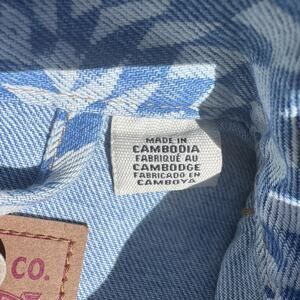 MADE IN
CAMBODIA
FABRIQUÉ AU
CAMBODGE
FABRICADO EN
CAMBOYA
CO.